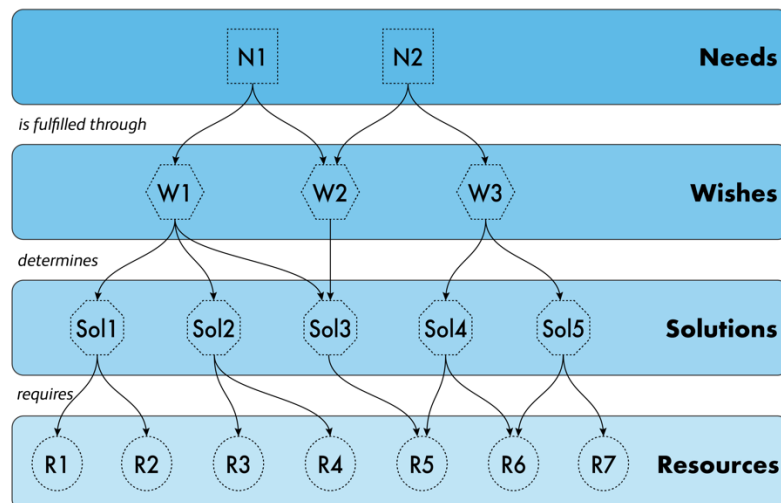 N1 N2 Needs
is fulfilled through
W1 W2 W3 Wishes
determines
Sol1 Sol2 Sol3 Sol4 Sol5 Solutions
requires
R1 R2 R3 R4 R5 R6 R7 Resources